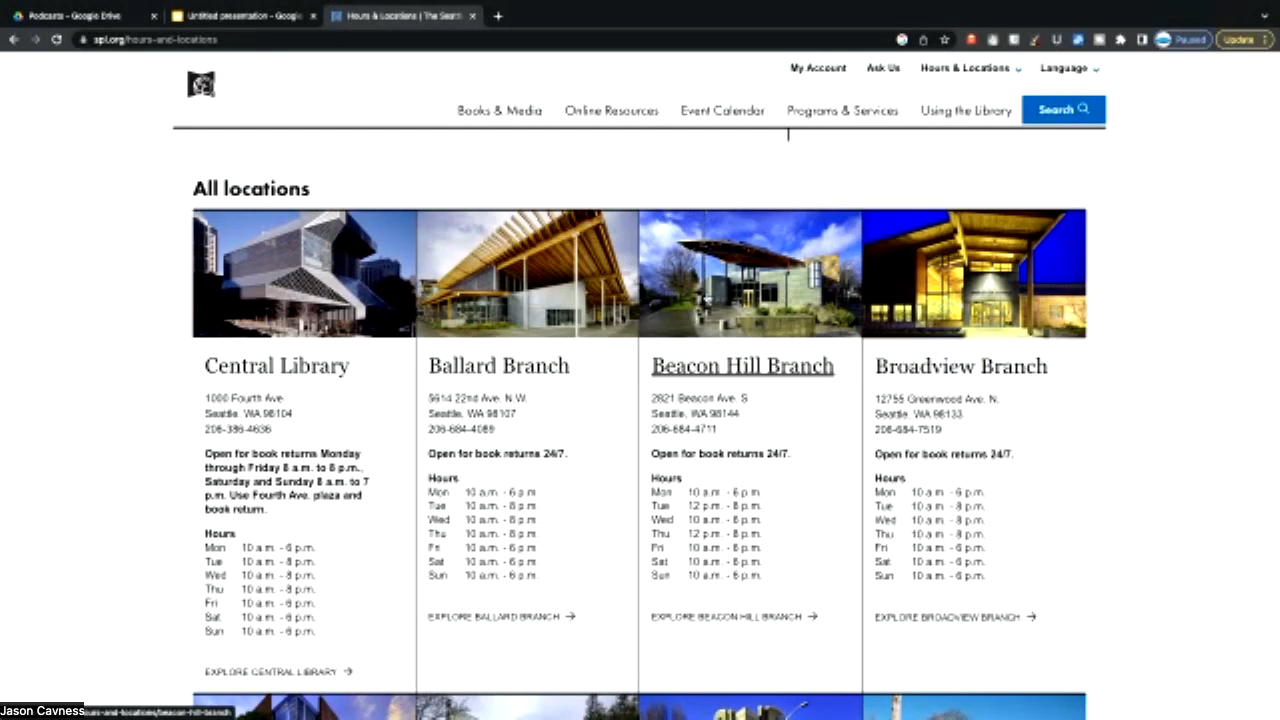 Podcasts - Google Drive
Untitled presentation - Google
Hours & Locations | The Seatt
spl.org/hours-and-locations
Paused
Update
My Account
Ask Us
Hours & Locations
Language
Books & Media
Online Resources
Event Calendar
Programs & Services
Using the Library
Search
All locations
Central Library
1000 Fourth Ave.
Seattle, WA 98104
206-386-4636
Open for book returns Monday
through Friday 8 a.m. to 8 p.m.,
Saturday and Sunday 8 a.m. to 7
p.m. Use Fourth Ave. plaza and
book return.
Hours
Mon 10 a.m. - 6 p.m.
Tue 10 a.m. - 8 p.m.
Wed 10 a.m. - 8 p.m.
Thu 10 a.m. - 8 p.m.
Fri 10 a.m. - 6 p.m.
Sat 10 a.m. - 6 p.m.
Sun 10 a.m. - 6 p.m.
EXPLORE CENTRAL LIBRARY →
Ballard Branch
5614 22nd Ave. N.W.
Seattle, WA 98107
206-684-4089
Open for book returns 24/7.
Hours
Mon 10 a.m. - 6 p.m.
Tue 10 a.m. - 8 p.m.
Wed 10 a.m. - 8 p.m.
Thu 10 a.m. - 8 p.m.
Fri 10 a.m. - 6 p.m.
Sat 10 a.m. - 6 p.m.
Sun 10 a.m. - 6 p.m.
EXPLORE BALLARD BRANCH →
Beacon Hill Branch
2821 Beacon Ave. S.
Seattle, WA 98144
206-684-4711
Open for book returns 24/7.
Hours
Mon 10 a.m. - 6 p.m.
Tue 12 p.m. - 8 p.m.
Wed 10 a.m. - 6 p.m.
Thu 12 p.m. - 8 p.m.
Fri 10 a.m. - 6 p.m.
Sat 10 a.m. - 6 p.m.
Sun 10 a.m. - 6 p.m.
EXPLORE BEACON HILL BRANCH →
Broadview Branch
12755 Greenwood Ave. N.
Seattle, WA 98133
206-684-7519
Open for book returns 24/7.
Hours
Mon 10 a.m. - 6 p.m.
Tue 10 a.m. - 8 p.m.
Wed 10 a.m. - 8 p.m.
Thu 10 a.m. - 8 p.m.
Fri 10 a.m. - 6 p.m.
Sat 10 a.m. - 6 p.m.
Sun 10 a.m. - 6 p.m.
EXPLORE BROADVIEW BRANCH →
Jason Cavness
ours-and-locations/beacon-hill-branch